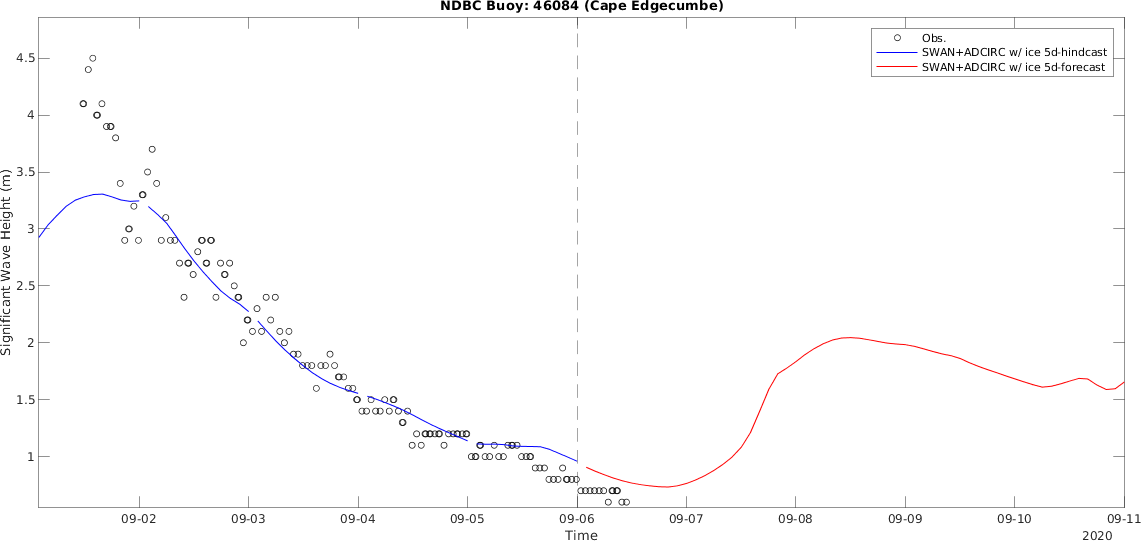 NDBC Buoy: 46084 (Cape Edgecumbe)
Obs.
SWAN+ADCIRC w/ ice 5d-hindcast
SWAN+ADCIRC w/ ice 5d-forecast
Significant Wave Height (m)
4.5
4
3.5
3
2.5
2
1.5
1
09-02 09-03 09-04 09-05 09-06 09-07 09-08 09-09 09-10 09-11
Time
2020